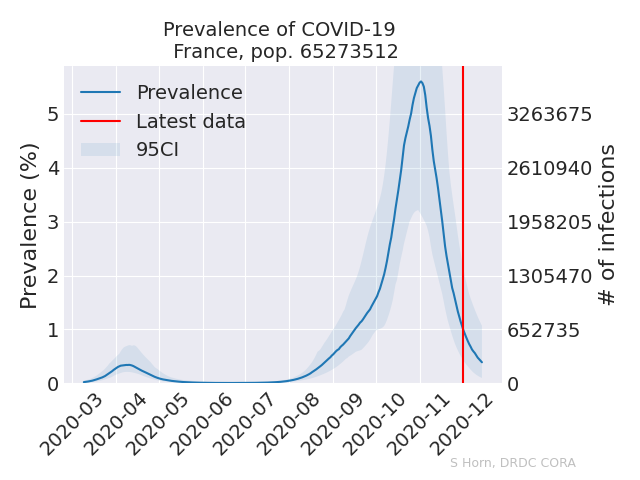 Prevalence of COVID-19
France, pop. 65273512
Prevalence
Latest data
95CI
Prevalence (%)
5
4
3
2
1
0
3263675
2610940
1958205
1305470
652735
0
# of infections
2020-03
2020-04
2020-05
2020-06
2020-07
2020-08
2020-09
2020-10
2020-11
2020-12
S Horn, DRDC CORA